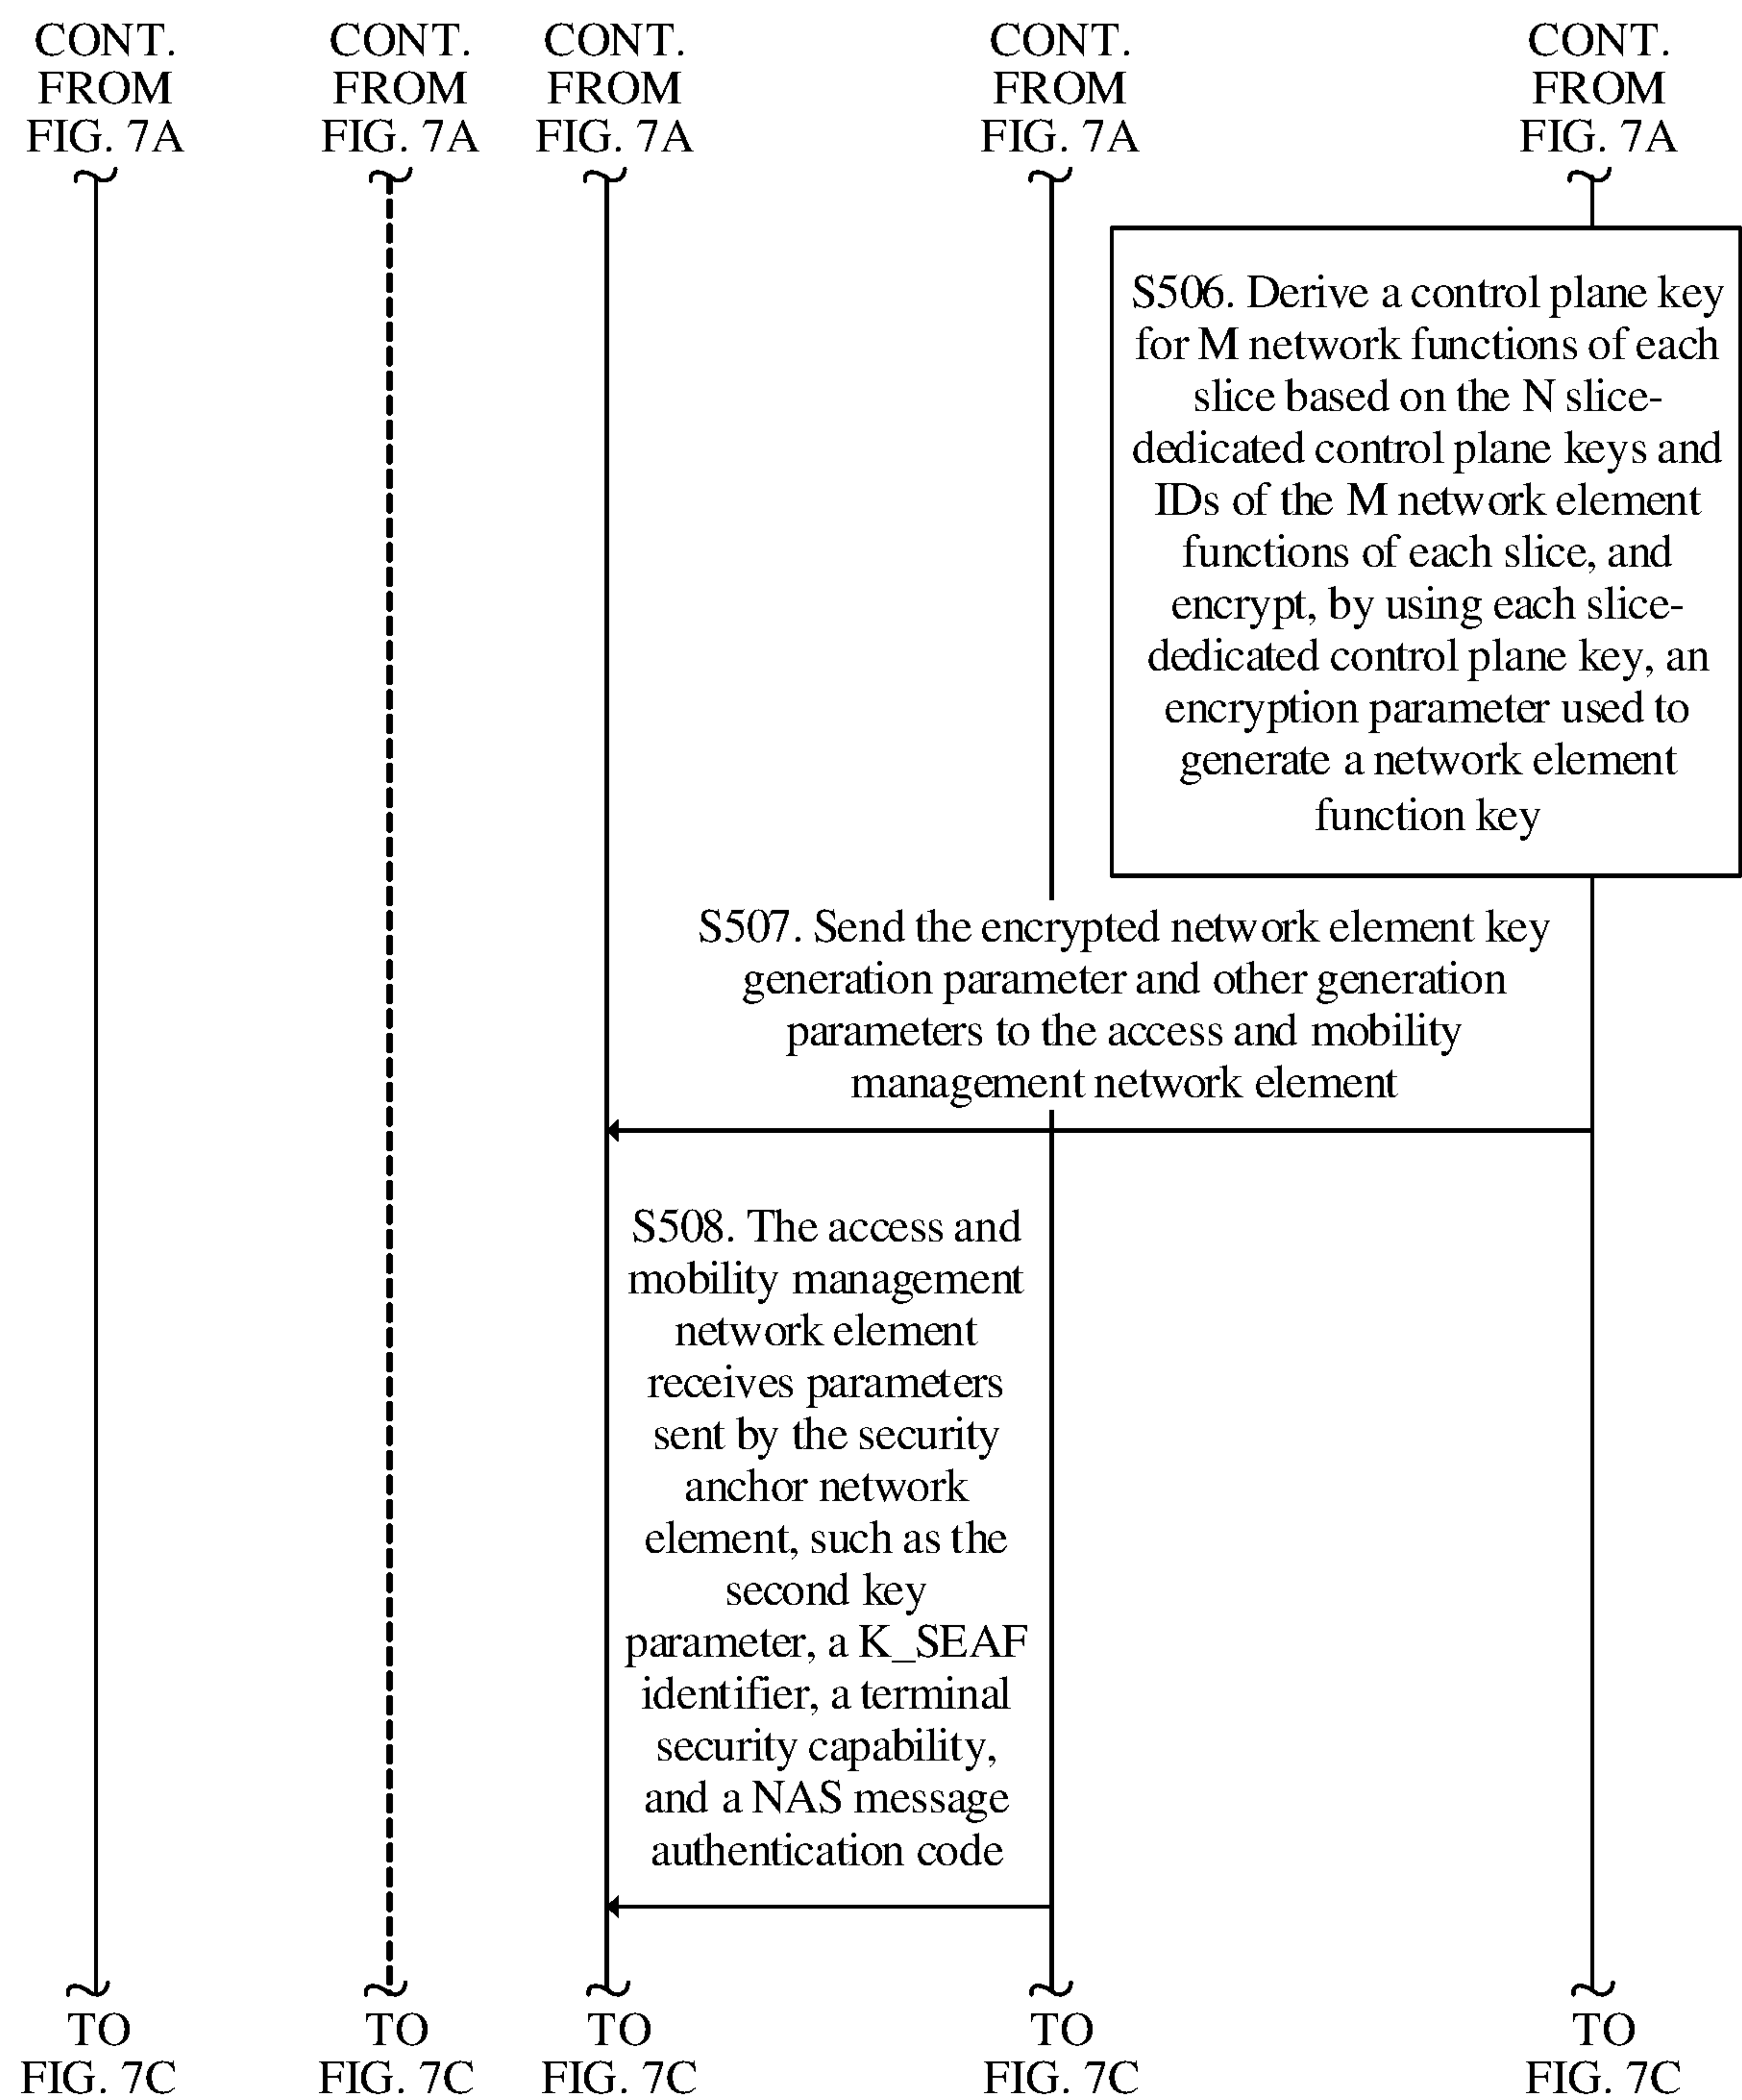 CONT. FROM FIG. 7A
CONT. FROM FIG. 7A
CONT. FROM FIG. 7A
CONT. FROM FIG. 7A
CONT. FROM FIG. 7A
S506. Derive a control plane key
for M network functions of each
slice based on the N slice-
dedicated control plane keys and
IDs of the M network element
functions of each slice, and
encrypt, by using each slice-
dedicated control plane key, an
encryption parameter used to
generate a network element
function key
S507. Send the encrypted network element key
generation parameter and other generation
parameters to the access and mobility
management network element
S508. The access and
mobility management
network element
receives parameters
sent by the security
anchor network
element, such as the
second key
parameter, a K_SEAF
identifier, a terminal
security capability,
and a NAS message
authentication code
TO FIG. 7C
TO FIG. 7C
TO FIG. 7C
TO FIG. 7C
TO FIG. 7C